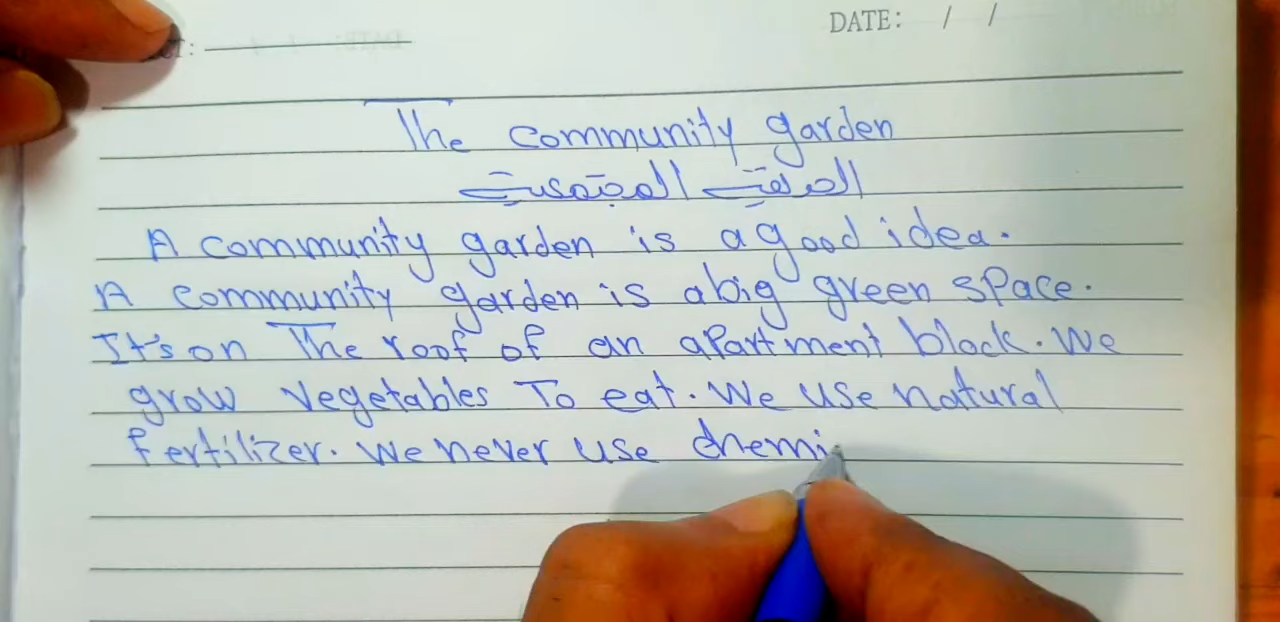 DATE: / /
The community garden
الحديقة المجتمعية
A community garden is a good idea.
A community garden is a big green space.
It's on The roof of an apartment block. We
grow vegetables To eat. We use natural
fertilizer. We never use chemi